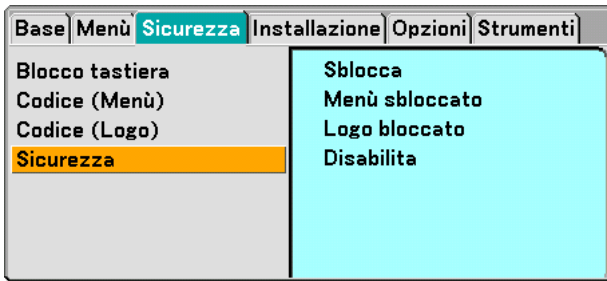 Base Menù Sicurezza Installazione Opzioni Strumenti
Blocco tastiera Sblocca
Codice (Menù) Menù sbloccato
Codice (Logo) Logo bloccato
Sicurezza Disabilita